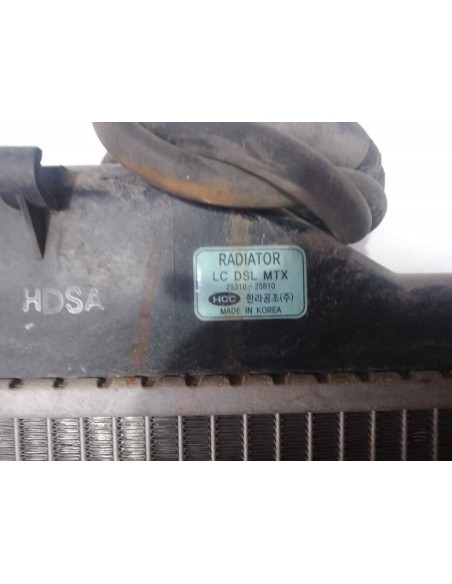 RADIATOR
LC DSL MTX
25310-25810
HCC 한라공조(주)
MADE IN KOREA
HDSA